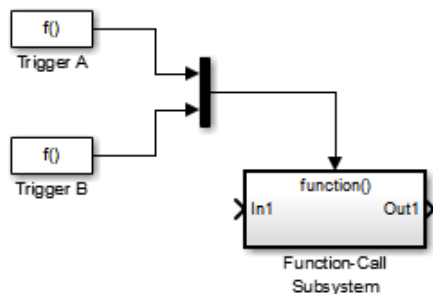 f()
Trigger A
f()
Trigger B
function()
In1 Out1
Function-Call
Subsystem